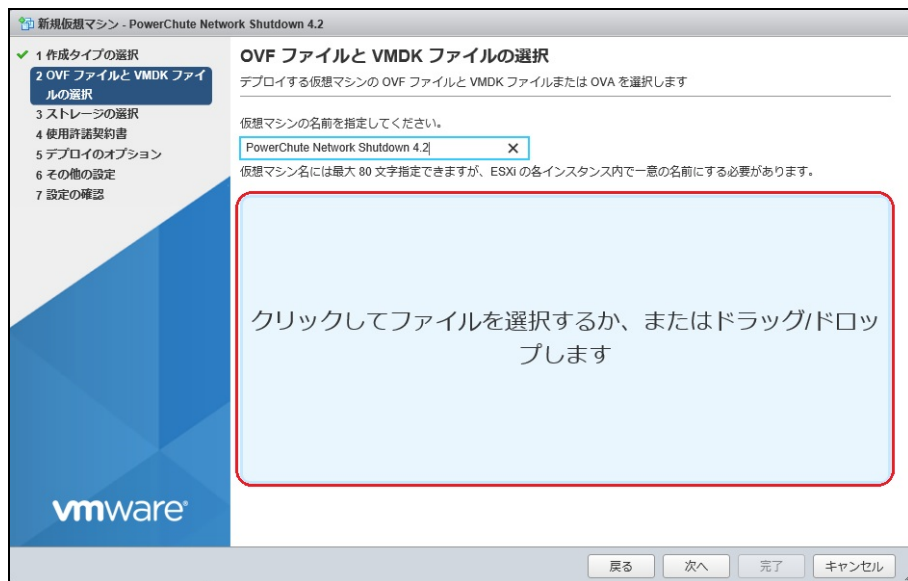 新規仮想マシン - PowerChute Network Shutdown 4.2
1 作成タイプの選択
2 OVF ファイルと VMDK ファイ
ルの選択
3 ストレージの選択
4 使用許諾契約書
5 デプロイのオプション
6 その他の設定
7 設定の確認
vmware®
OVF ファイルと VMDK ファイルの選択
デプロイする仮想マシンの OVF ファイルと VMDK ファイルまたは OVA を選択します
仮想マシンの名前を指定してください。
PowerChute Network Shutdown 4.2
仮想マシン名には最大 80 文字指定できますが、ESXi の各インスタンス内で一意の名前にする必要があります。
クリックしてファイルを選択するか、またはドラッグ/ドロッ
プします
戻る 次へ 完了 キャンセル